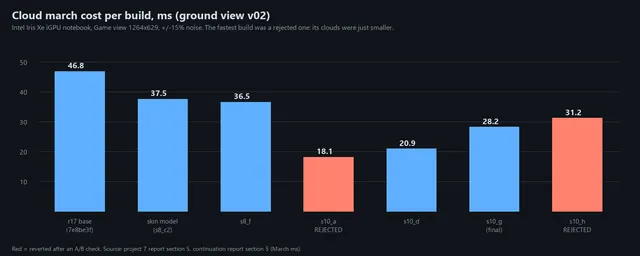 Cloud march cost per build, ms (ground view v02)
Intel Iris Xe iGPU notebook, Game view 1264x629, +/-15% noise. The fastest build was a rejected one: its clouds were just smaller.
50
40
30
20
10
46.8
37.5
36.5
18.1
20.9
28.2
31.2
r17 base
(7e8be3f)
skin model
(s8_c2)
s8_f
s10_a
REJECTED
s10_d
s10_g
(final)
s10_h
REJECTED
Red = reverted after an A/B check. Source: project 7 report section 5, continuation report section 5 (March ms).